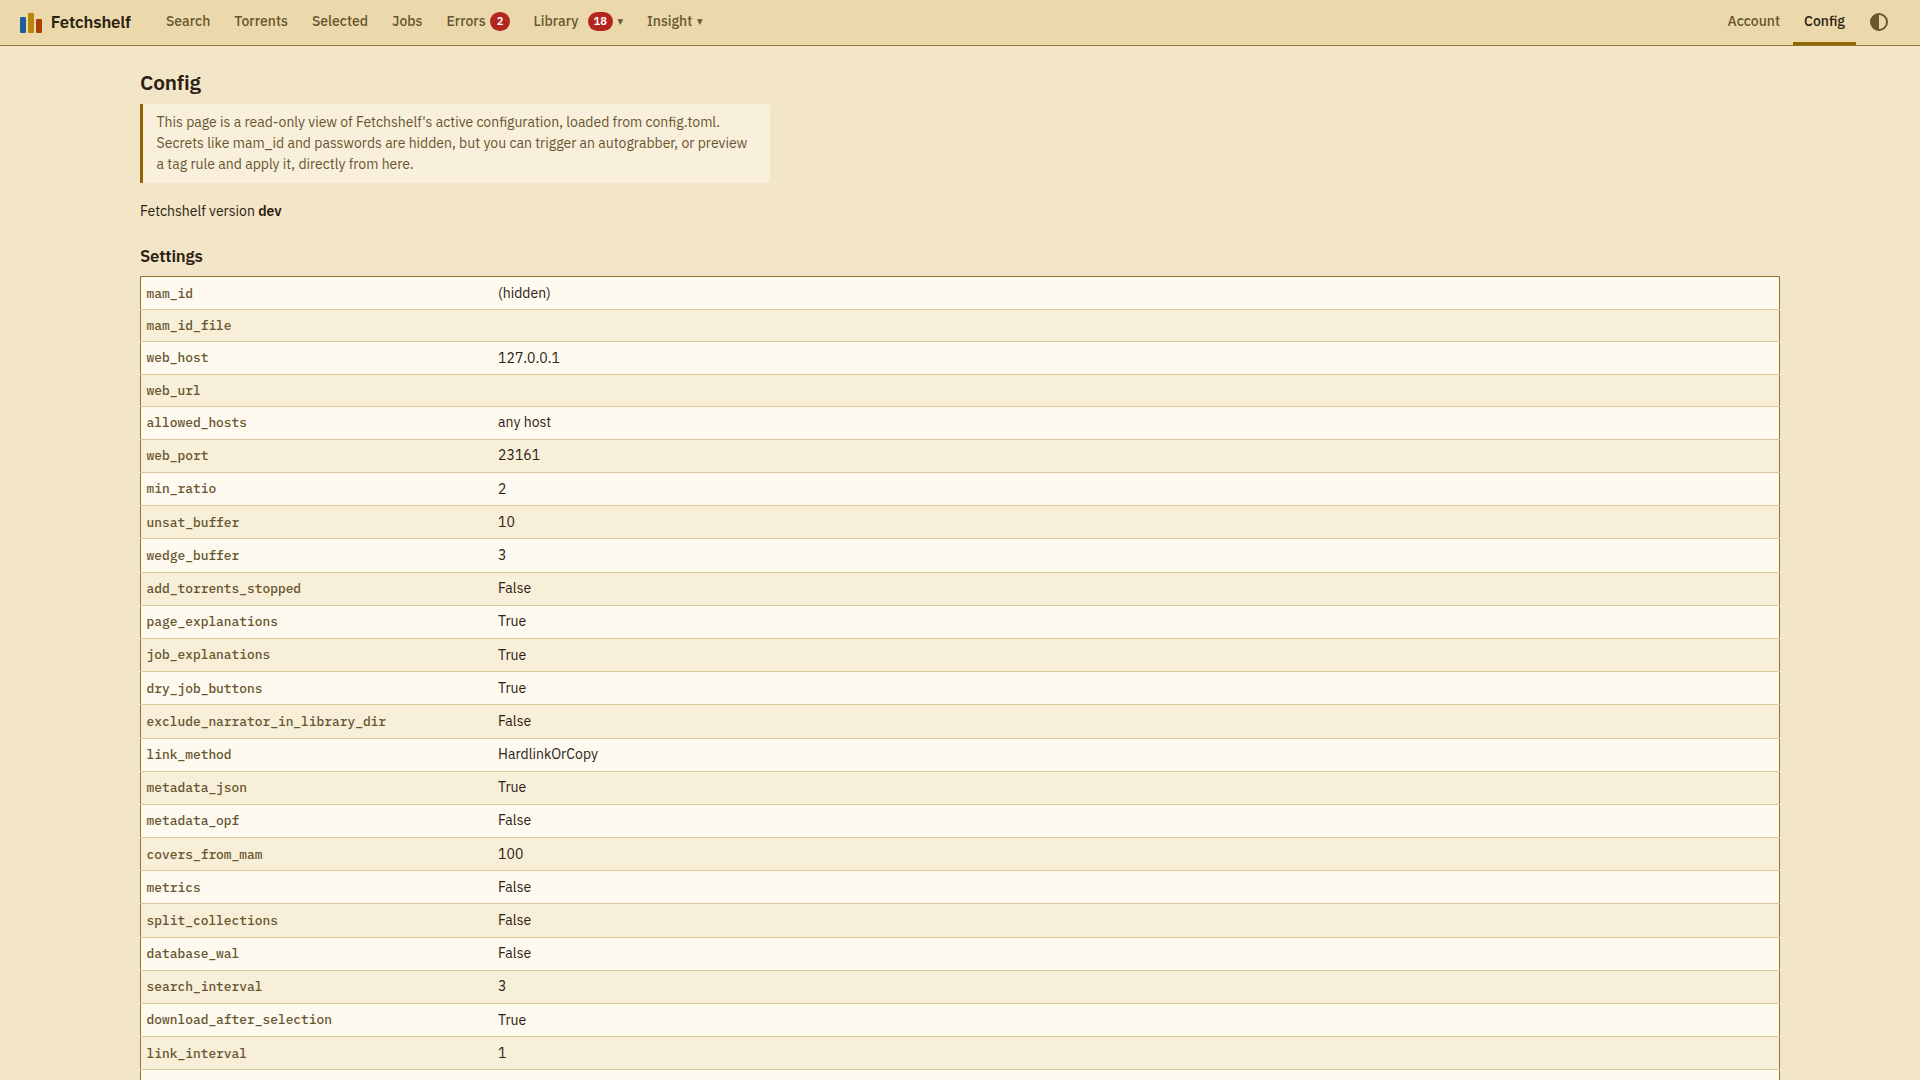 Fetchshelf Search Torrents Selected Jobs Errors 2 Library 18 ▾ Insight ▾ Account Config
Config
This page is a read-only view of Fetchshelf's active configuration, loaded from config.toml.
Secrets like mam_id and passwords are hidden, but you can trigger an autograbber, or preview
a tag rule and apply it, directly from here.
Fetchshelf version dev
Settings
mam_id (hidden)
mam_id_file
web_host 127.0.0.1
web_url
allowed_hosts any host
web_port 23161
min_ratio 2
unsat_buffer 10
wedge_buffer 3
add_torrents_stopped False
page_explanations True
job_explanations True
dry_job_buttons True
exclude_narrator_in_library_dir False
link_method HardlinkOrCopy
metadata_json True
metadata_opf False
covers_from_mam 100
metrics False
split_collections False
database_wal False
search_interval 3
download_after_selection True
link_interval 1